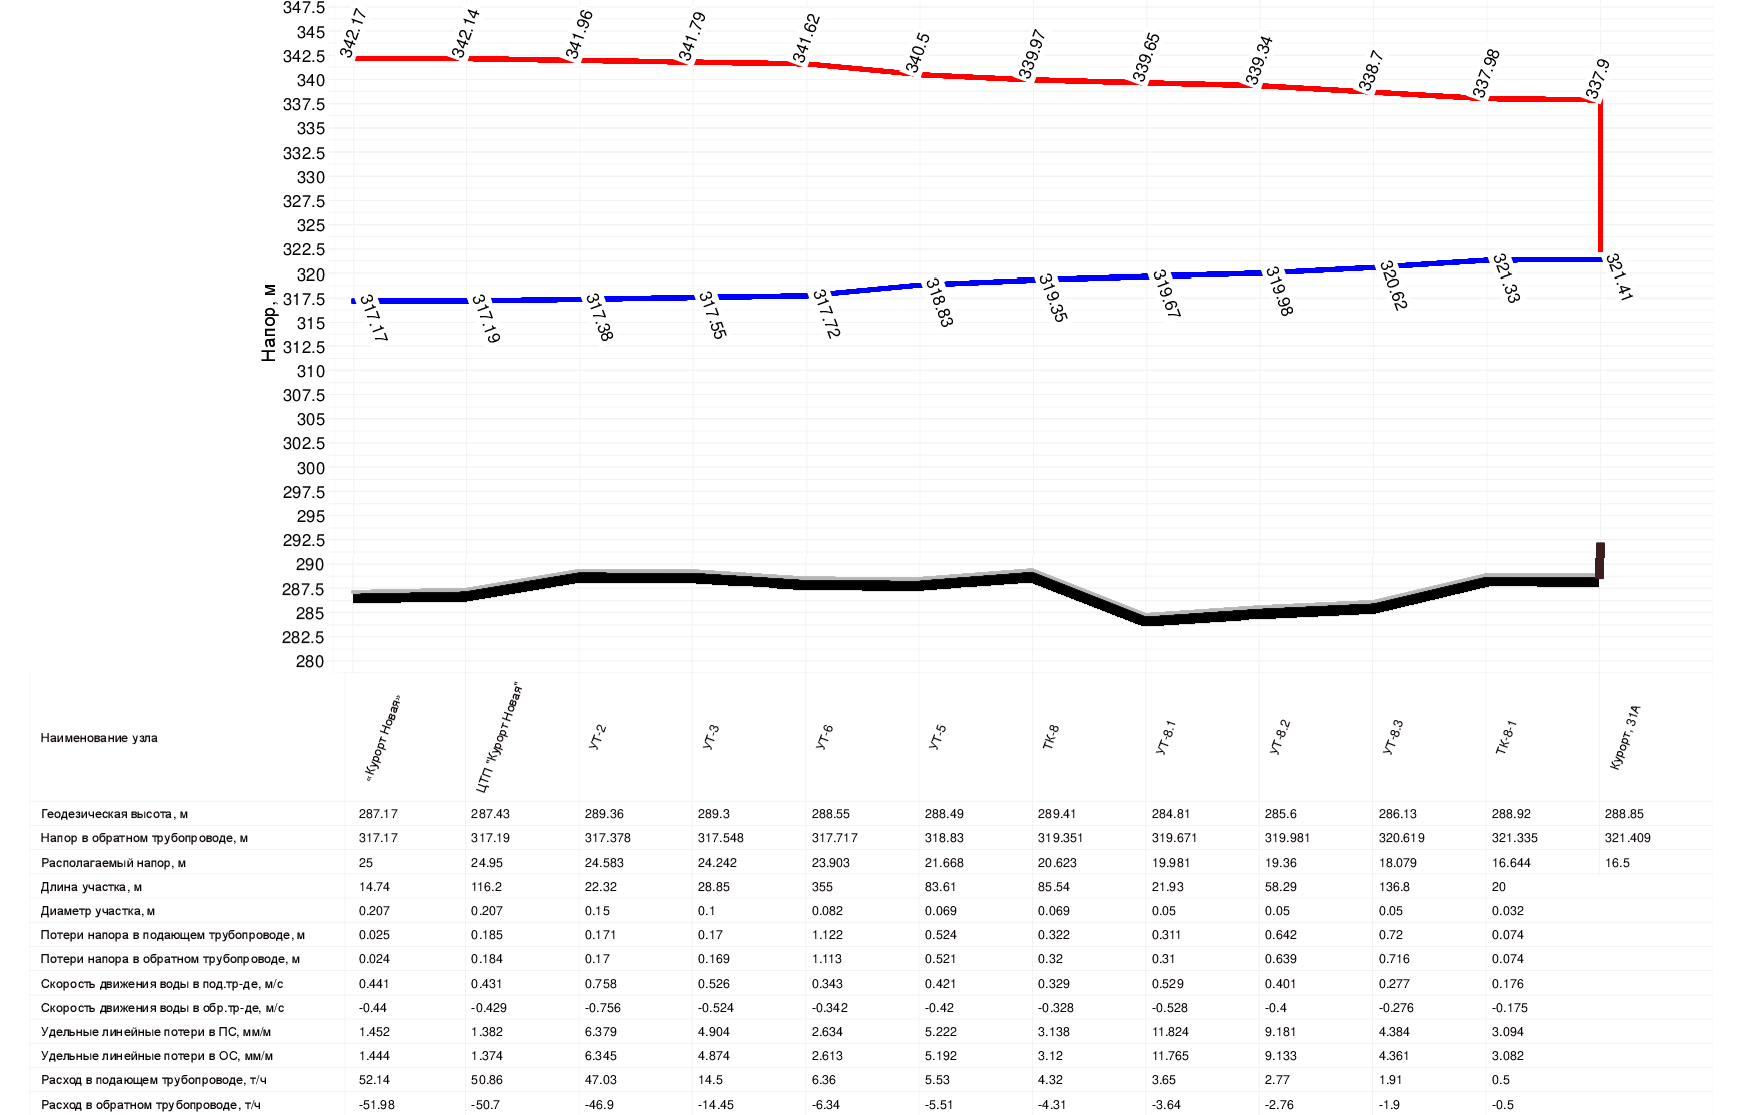 347.5
345
342.5
340
337.5
335
332.5
330
327.5
325
322.5
320
317.5
315
312.5
310
307.5
305
302.5
300
297.5
295
292.5
290
287.5
285
282.5
280
Напор, м
342.17 342.14 341.96 341.79 341.62 340.5 339.97 339.65 339.34 338.7 337.98 337.9
317.17 317.19 317.38 317.55 317.72 318.83 319.35 319.67 319.98 320.62 321.33 321.41
Наименование узла «Курорт Новая» ЦТП "Курорт Новая" УТ-2 УТ-3 УТ-6 УТ-5 ТК-8 УТ-8.1 УТ-8.2 УТ-8.3 ТК-8-1 Курорт, 31А
Геодезическая высота, м 287.17 287.43 289.36 289.3 288.55 288.49 289.41 284.81 285.6 286.13 288.92 288.85
Напор в обратном трубопроводе, м 317.17 317.19 317.378 317.548 317.717 318.83 319.351 319.671 319.981 320.619 321.335 321.409
Располагаемый напор, м 25 24.95 24.583 24.242 23.903 21.668 20.623 19.981 19.36 18.079 16.644 16.5
Длина участка, м 14.74 116.2 22.32 28.85 355 83.61 85.54 21.93 58.29 136.8 20
Диаметр участка, м 0.207 0.207 0.15 0.1 0.082 0.069 0.069 0.05 0.05 0.05 0.032
Потери напора в подающем трубопроводе, м 0.025 0.185 0.171 0.17 1.122 0.524 0.322 0.311 0.642 0.72 0.074
Потери напора в обратном трубопроводе, м 0.024 0.184 0.17 0.169 1.113 0.521 0.32 0.31 0.639 0.716 0.074
Скорость движения воды в под.тр-де, м/с 0.441 0.431 0.758 0.526 0.343 0.421 0.329 0.529 0.401 0.277 0.176
Скорость движения воды в обр.тр-де, м/с -0.44 -0.429 -0.756 -0.524 -0.342 -0.42 -0.328 -0.528 -0.4 -0.276 -0.175
Удельные линейные потери в ПС, мм/м 1.452 1.382 6.379 4.904 2.634 5.222 3.138 11.824 9.181 4.384 3.094
Удельные линейные потери в ОС, мм/м 1.444 1.374 6.345 4.874 2.613 5.192 3.12 11.765 9.133 4.361 3.082
Расход в подающем трубопроводе, т/ч 52.14 50.86 47.03 14.5 6.36 5.53 4.32 3.65 2.77 1.91 0.5
Расход в обратном трубопроводе, т/ч -51.98 -50.7 -46.9 -14.45 -6.34 -5.51 -4.31 -3.64 -2.76 -1.9 -0.5